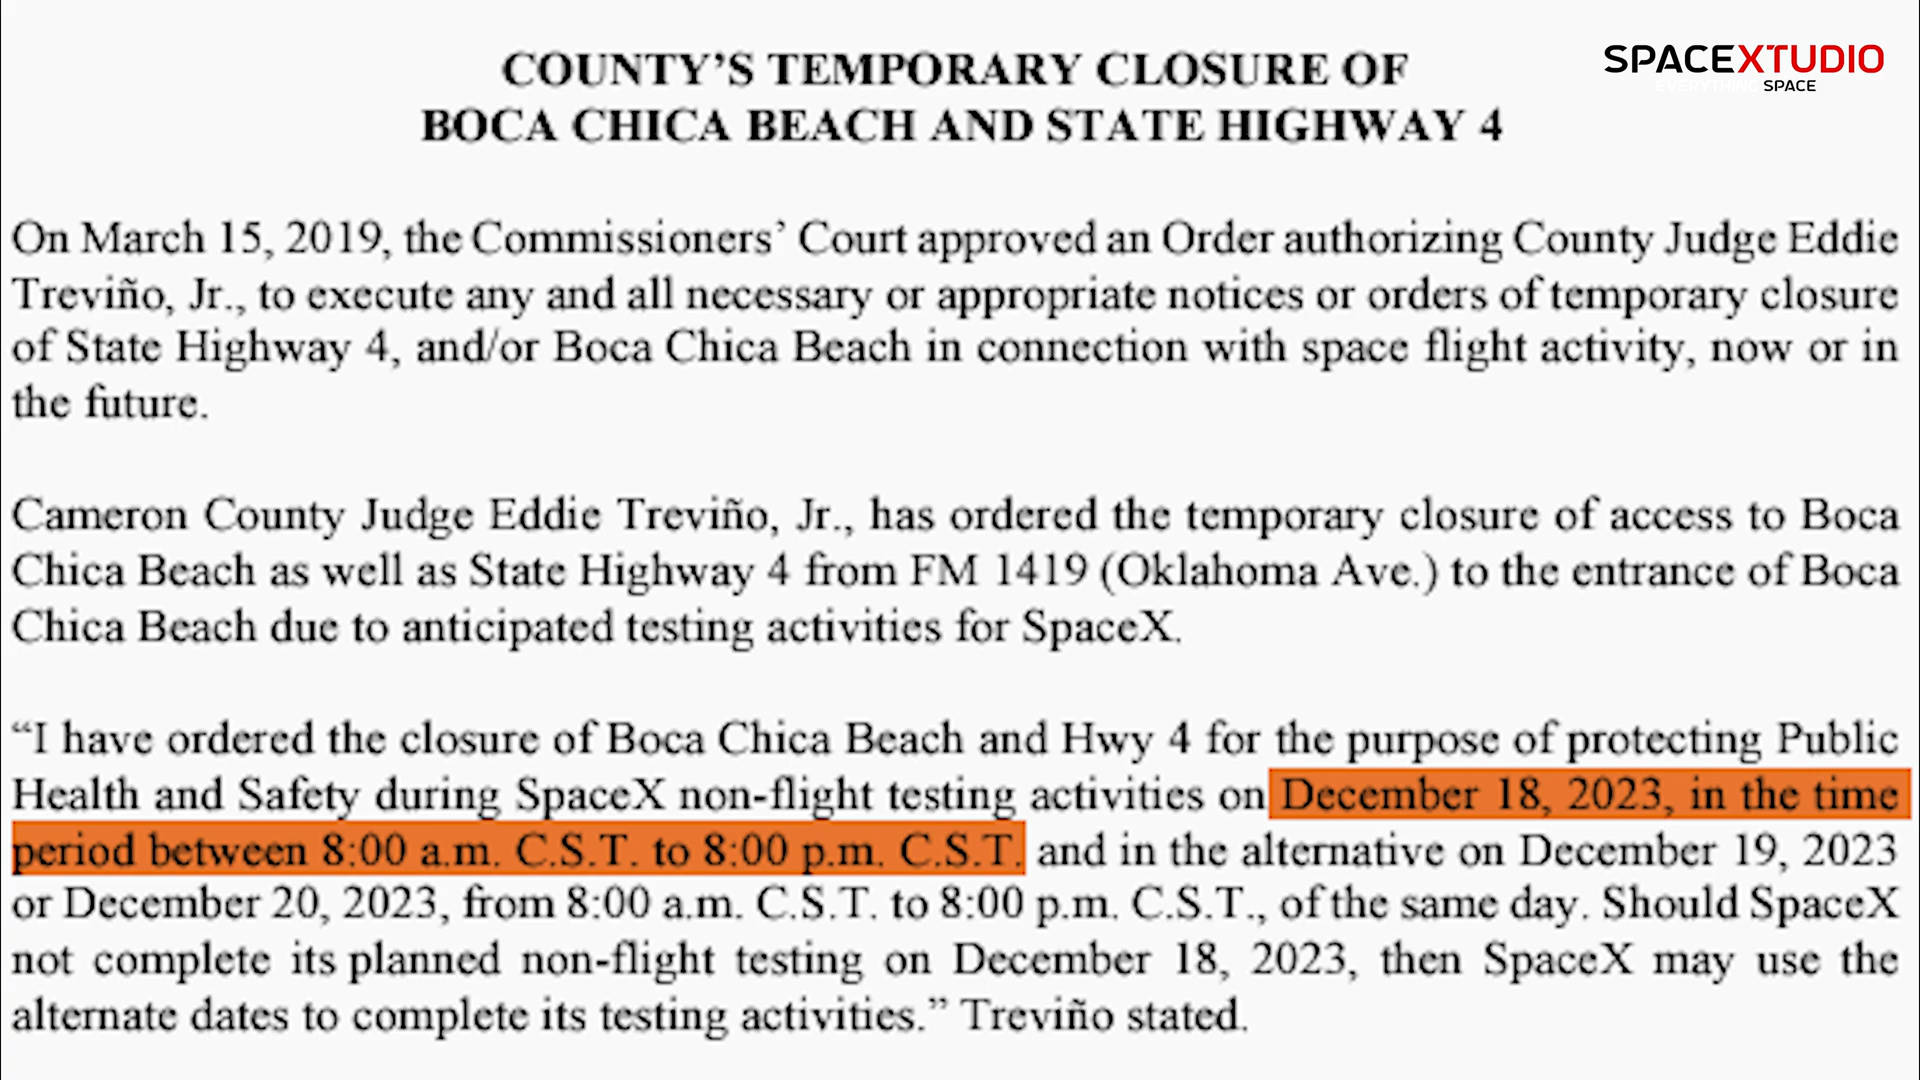 COUNTY’S TEMPORARY CLOSURE OF
BOCA CHICA BEACH AND STATE HIGHWAY 4
SPACEXTUDIO
EVERYTHING SPACE
On March 15, 2019, the Commissioners’ Court approved an Order authorizing County Judge Eddie
Treviño, Jr., to execute any and all necessary or appropriate notices or orders of temporary closure
of State Highway 4, and/or Boca Chica Beach in connection with space flight activity, now or in
the future.
Cameron County Judge Eddie Treviño, Jr., has ordered the temporary closure of access to Boca
Chica Beach as well as State Highway 4 from FM 1419 (Oklahoma Ave.) to the entrance of Boca
Chica Beach due to anticipated testing activities for SpaceX.
“I have ordered the closure of Boca Chica Beach and Hwy 4 for the purpose of protecting Public
Health and Safety during SpaceX non-flight testing activities on December 18, 2023, in the time
period between 8:00 a.m. C.S.T. to 8:00 p.m. C.S.T. and in the alternative on December 19, 2023
or December 20, 2023, from 8:00 a.m. C.S.T. to 8:00 p.m. C.S.T., of the same day. Should SpaceX
not complete its planned non-flight testing on December 18, 2023, then SpaceX may use the
alternate dates to complete its testing activities.” Treviño stated.